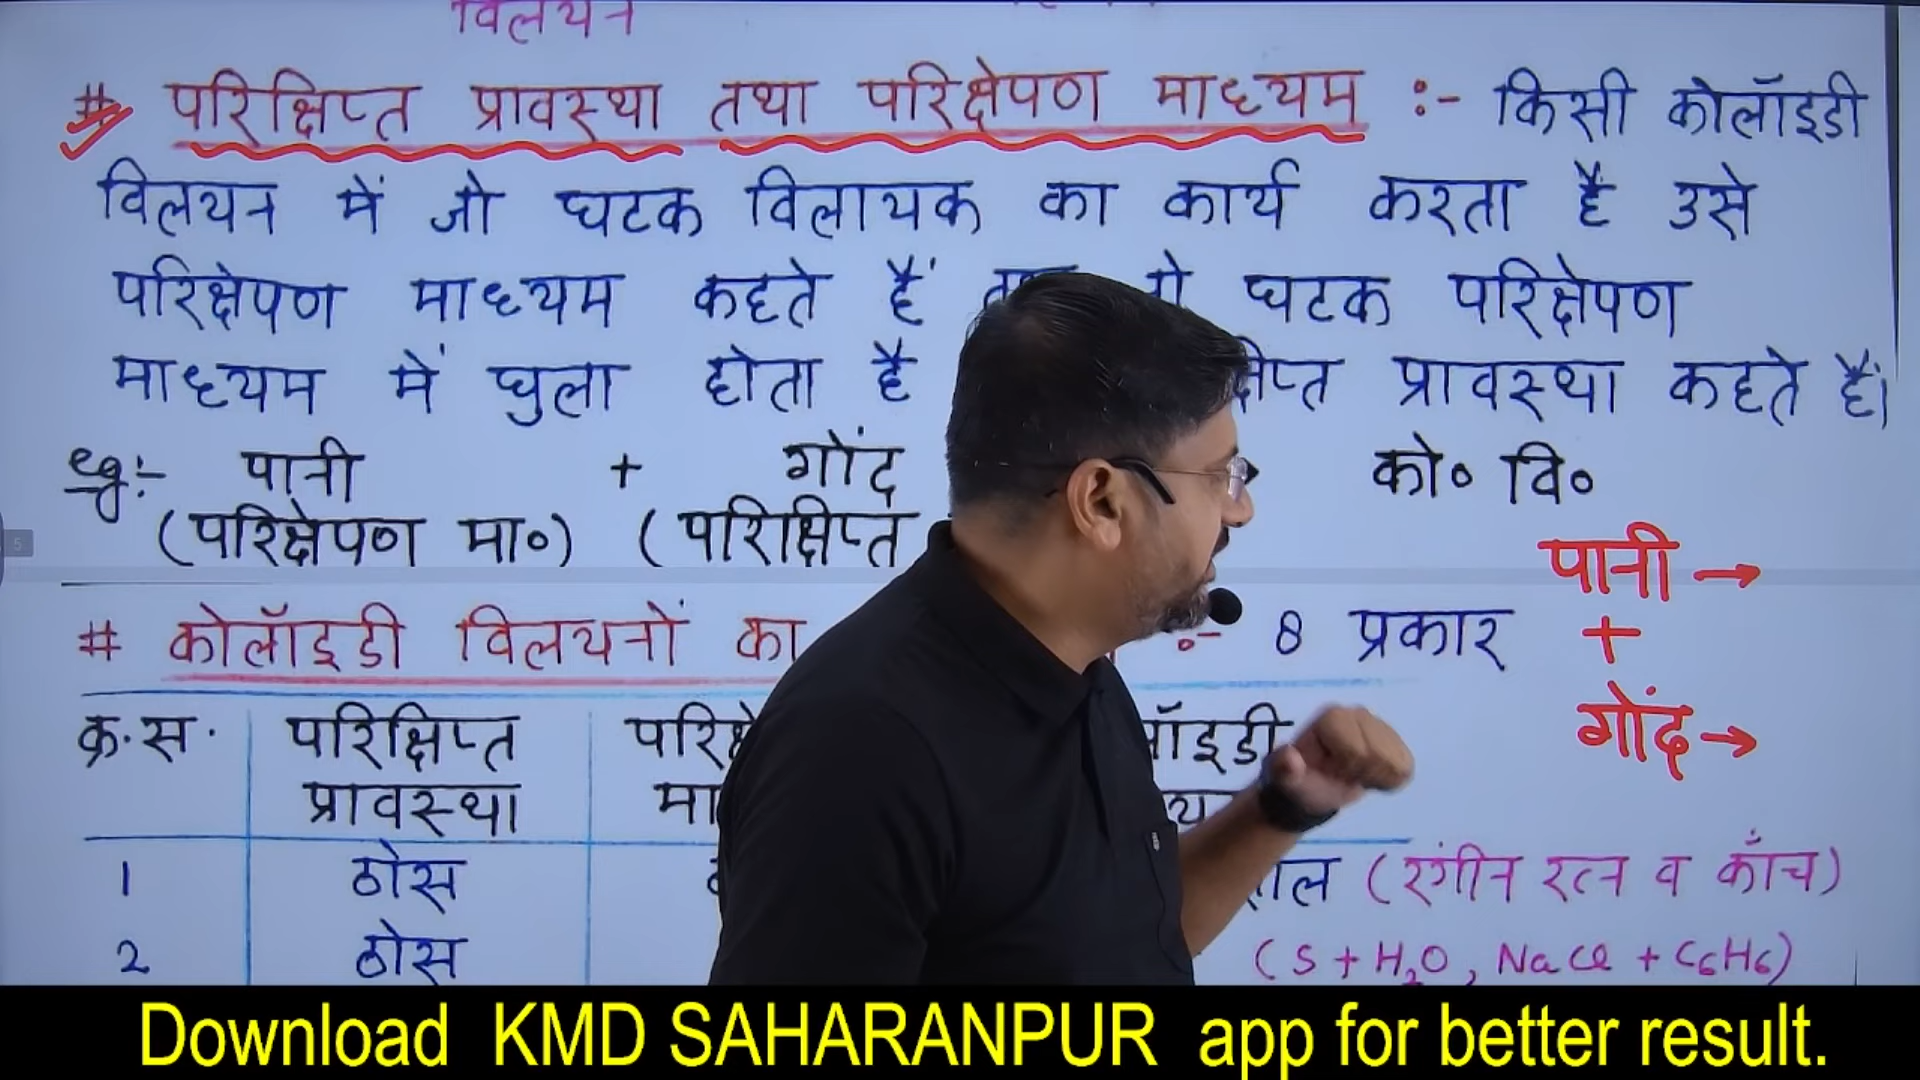 विलयन
# परिक्षिप्त प्रावस्था तथा परिक्षेपण माध्यम :- किसी कोलॉइडी
विलयन में जो घटक विलायक का कार्य करता है उसे
परिक्षेपण माध्यम कहते हैं घटक परिक्षेपण
माध्यम में घुला होता है प्रावस्था कहते हैं।
eg:- पानी + गोंद को॰ वि॰
(परिक्षेपण मा॰) (परिक्षिप्त
पानी →
+
गोंद →
5
# कोलॉइडी विलयनों का :- 8 प्रकार
क्र.स. परिक्षिप्त
प्रावस्था
1 ठोस (रंगीन रत्न व काँच)
2 ठोस (S + H₂O, NaCl + C₆H₆)
Download KMD SAHARANPUR app for better result.